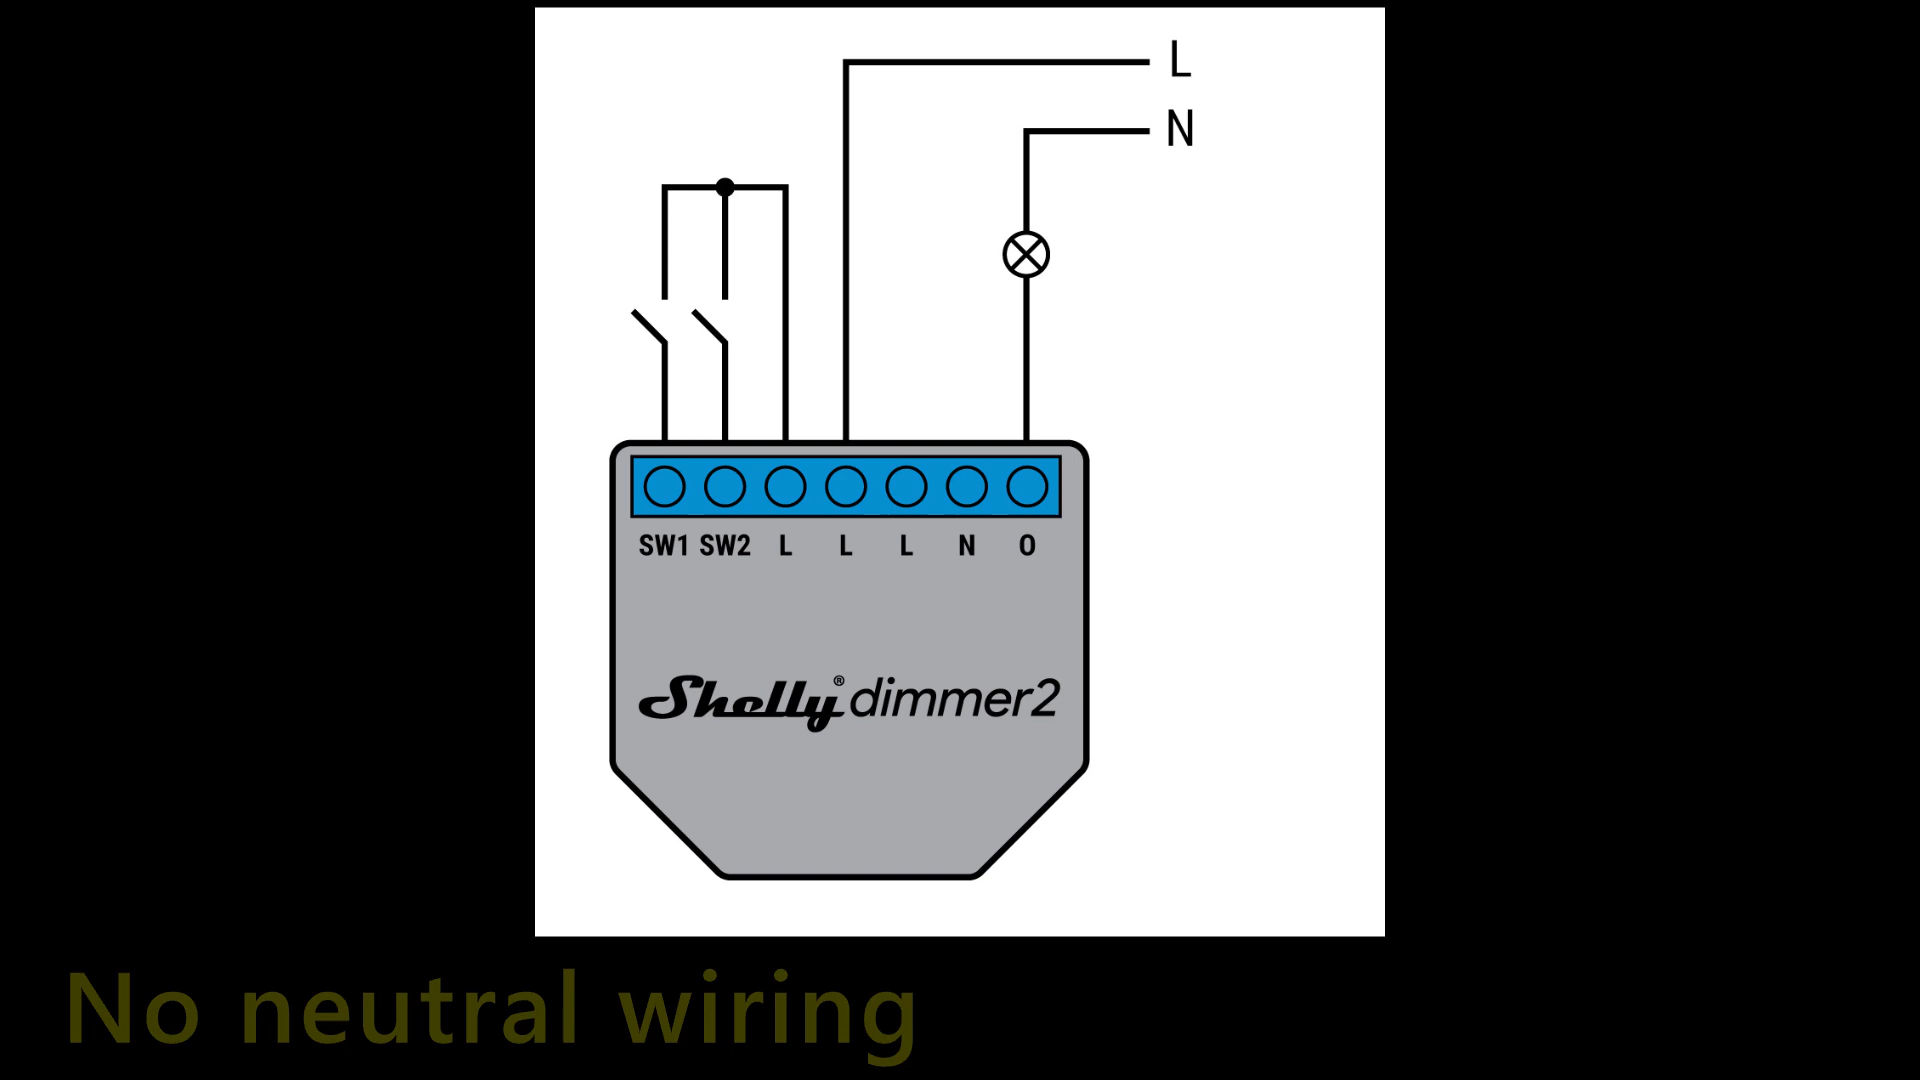 L
N
SW1 SW2 L L L N O
Shelly® dimmer2
No neutral wiring